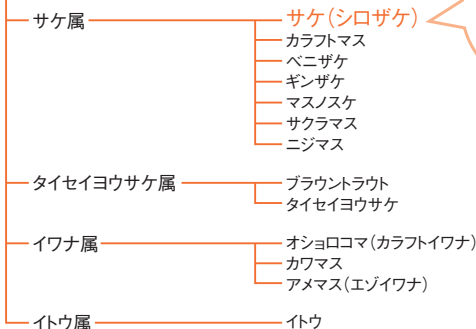 サケ属
サケ（シロザケ）
カラフトマス
ベニザケ
ギンザケ
マスノスケ
サクラマス
ニジマス
タイセイヨウサケ属
ブラウントラウト
タイセイヨウサケ
イワナ属
オショロコマ（カラフトイワナ）
カワマス
アメマス（エゾイワナ）
イトウ属
イトウ